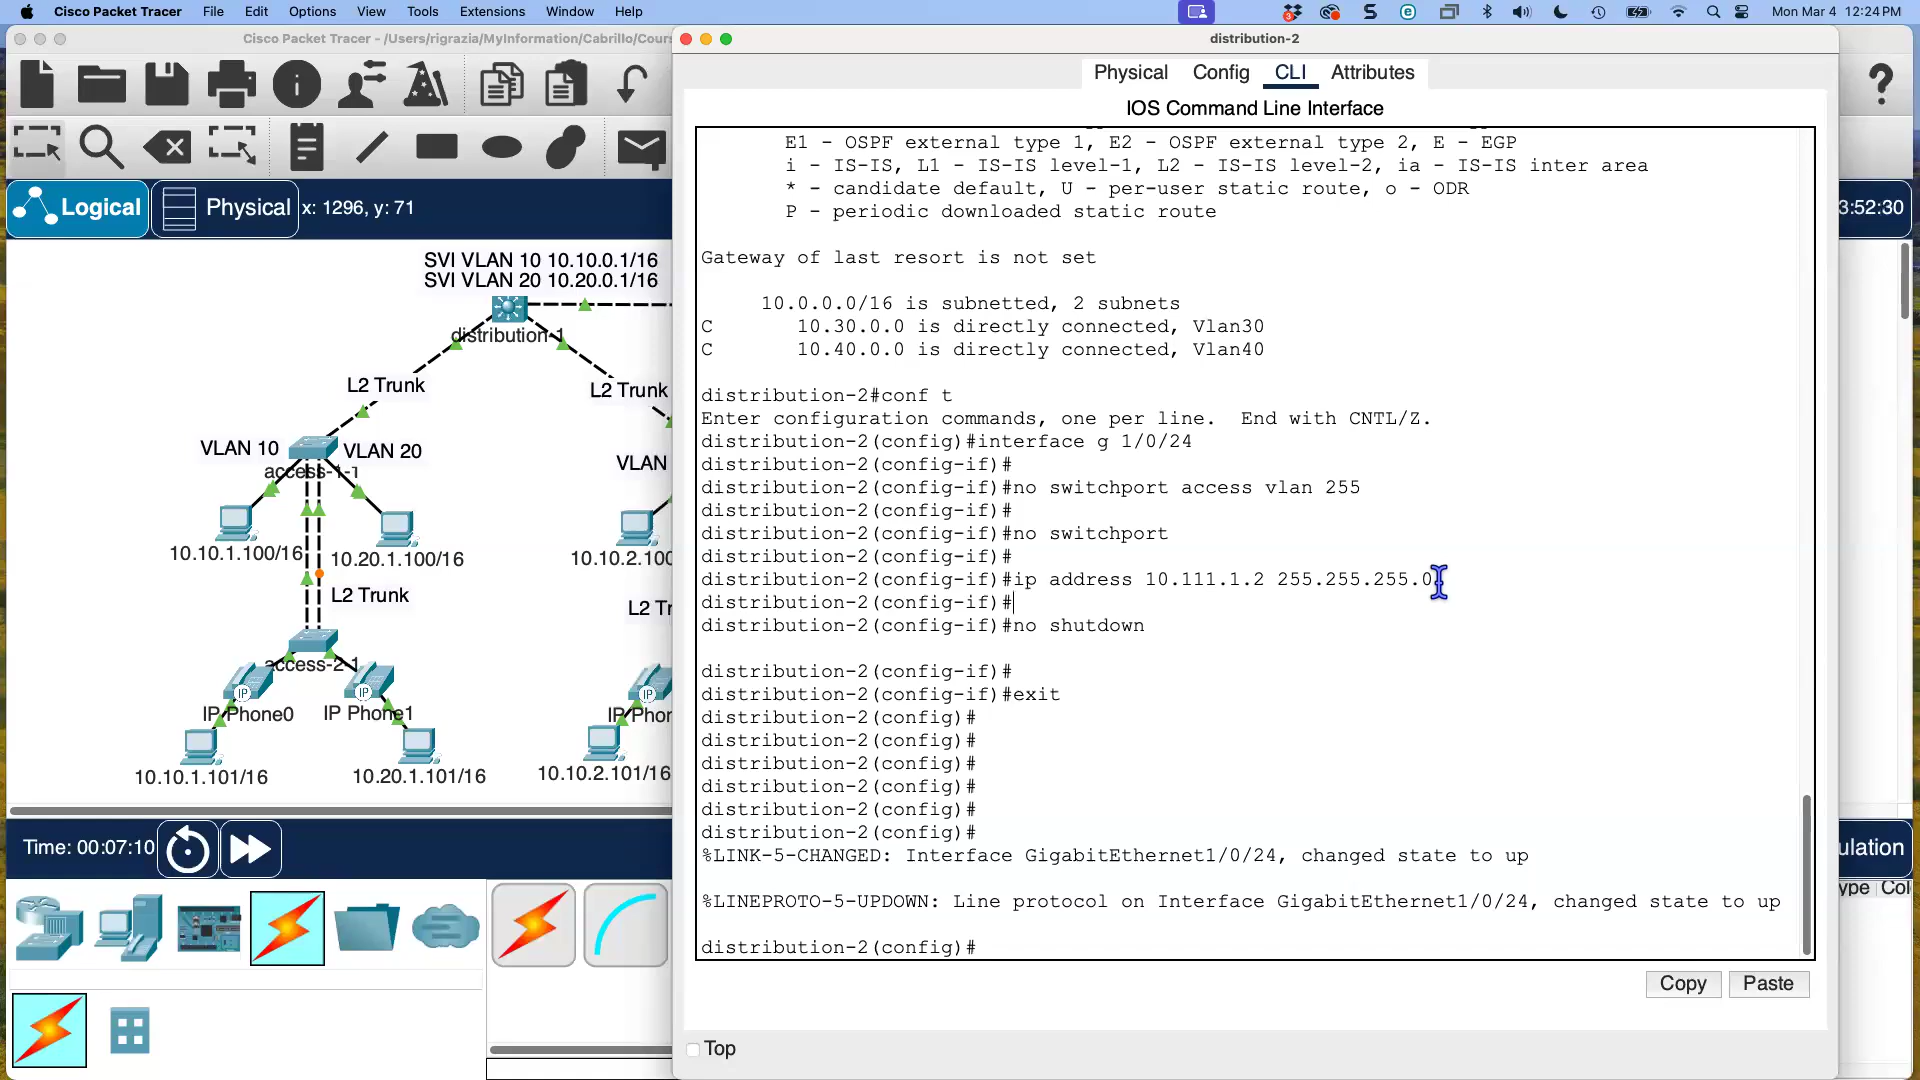 Cisco Packet Tracer File Edit Options View Tools Extensions Window Help
Mon Mar 4 12:24 PM
Cisco Packet Tracer - /Users/rigrazia/MyInformation/Cabrillo/Cours
distribution-2
Physical Config CLI Attributes
IOS Command Line Interface
Logical
Physical
x: 1296, y: 71
3:52:30
SVI VLAN 10 10.10.0.1/16
SVI VLAN 20 10.20.0.1/16
distribution-1
L2 Trunk
L2 Trunk
VLAN 10
VLAN 20
access-1-1
VLAN
10.10.1.100/16
10.20.1.100/16
10.10.2.100
L2 Trunk
L2 Tr
access-2-1
IP
IP
IP
IP Phone0
IP Phone1
IP Phor
10.10.1.101/16
10.20.1.101/16
10.10.2.101/16
E1 - OSPF external type 1, E2 - OSPF external type 2, E - EGP
i - IS-IS, L1 - IS-IS level-1, L2 - IS-IS level-2, ia - IS-IS inter area
* - candidate default, U - per-user static route, o - ODR
P - periodic downloaded static route
Gateway of last resort is not set
10.0.0.0/16 is subnetted, 2 subnets
C 10.30.0.0 is directly connected, Vlan30
C 10.40.0.0 is directly connected, Vlan40
distribution-2#conf t
Enter configuration commands, one per line. End with CNTL/Z.
distribution-2(config)#interface g 1/0/24
distribution-2(config-if)#
distribution-2(config-if)#no switchport access vlan 255
distribution-2(config-if)#
distribution-2(config-if)#no switchport
distribution-2(config-if)#
distribution-2(config-if)#ip address 10.111.1.2 255.255.255.0
distribution-2(config-if)#
distribution-2(config-if)#no shutdown
distribution-2(config-if)#
distribution-2(config-if)#exit
distribution-2(config)#
distribution-2(config)#
distribution-2(config)#
distribution-2(config)#
distribution-2(config)#
distribution-2(config)#
%LINK-5-CHANGED: Interface GigabitEthernet1/0/24, changed state to up
%LINEPROTO-5-UPDOWN: Line protocol on Interface GigabitEthernet1/0/24, changed state to up
distribution-2(config)#
Copy
Paste
Top
Time: 00:07:10
ulation
ype Col